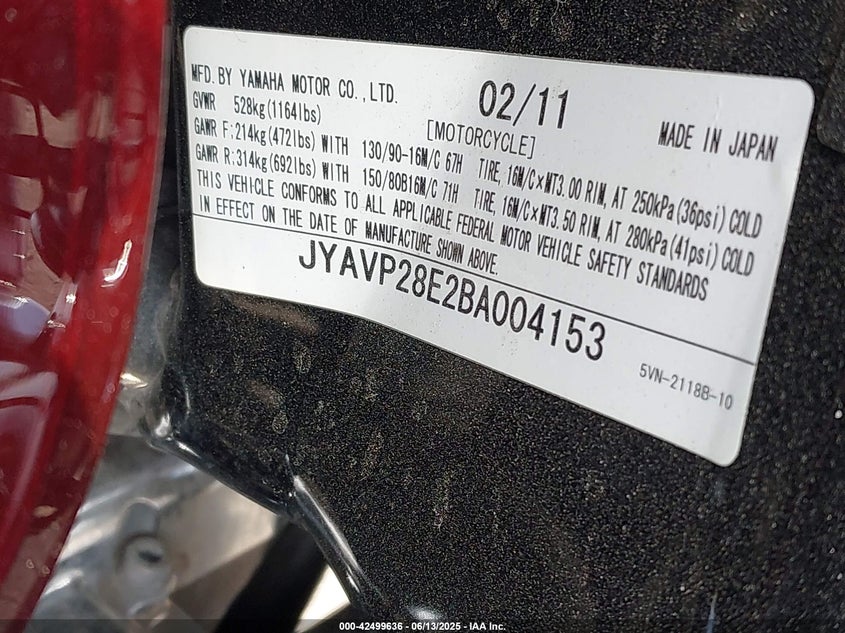 MFD. BY YAMAHA MOTOR CO., LTD. 02/11 MADE IN JAPAN
GVWR 528kg(1164lbs) [MOTORCYCLE]
GAWR F:214kg(472lbs) WITH 130/90-16M/C 67H TIRE, 16M/C×MT3.00 RIM, AT 250kPa(36psi) COLD
GAWR R:314kg(692lbs) WITH 150/80B16M/C 71H TIRE, 16M/C×MT3.50 RIM, AT 280kPa(41psi) COLD
THIS VEHICLE CONFORMS TO ALL APPLICABLE FEDERAL MOTOR VEHICLE SAFETY STANDARDS
IN EFFECT ON THE DATE OF MANUFACTURE SHOWN ABOVE.
JYAVP28E2BA004153
5VN-2118B-10
000-42499636 - 06/13/2025 - IAA Inc.